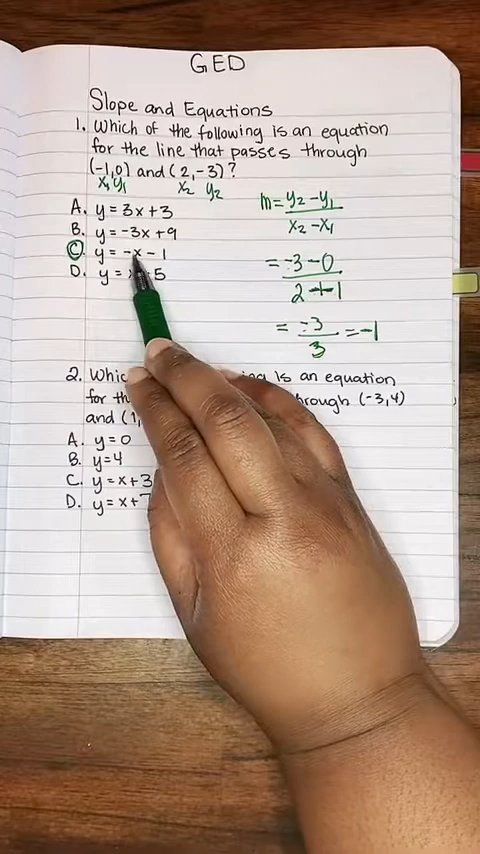 GED
Slope and Equations
1. Which of the following is an equation
for the line that passes through
(-1,0) and (2,-3)?
x₁ y₁ x₂ y₂
A. y = 3x + 3
B. y = -3x + 9
C. y = -x - 1
D. y = 5
m = y₂ - y₁
x₂ - x₁
= -3 - 0
2 + 1
= -3 = -1
3
2. is an equation
for through (-3,4)
and (1,
A. y = 0
B. y = 4
C. y = x + 3
D. y = x +